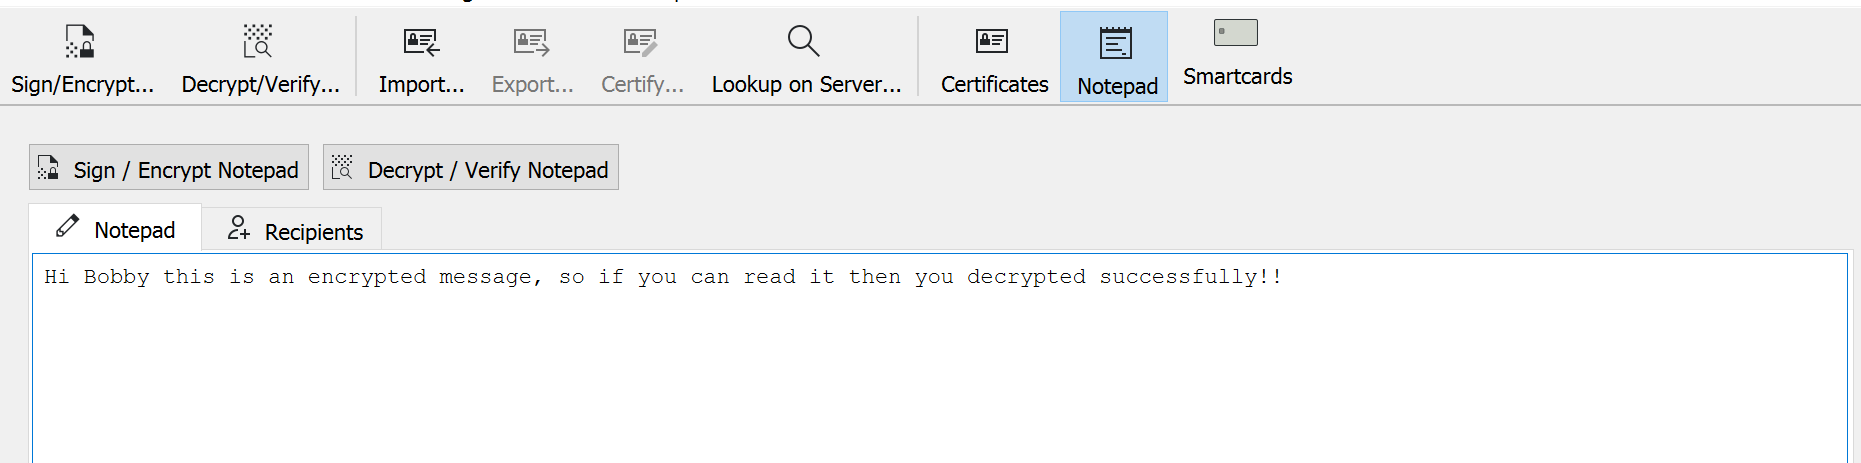 Sign/Encrypt... Decrypt/Verify... Import... Export... Certify... Lookup on Server... Certificates Notepad Smartcards
Sign / Encrypt Notepad Decrypt / Verify Notepad
Notepad Recipients
Hi Bobby this is an encrypted message, so if you can read it then you decrypted successfully!!